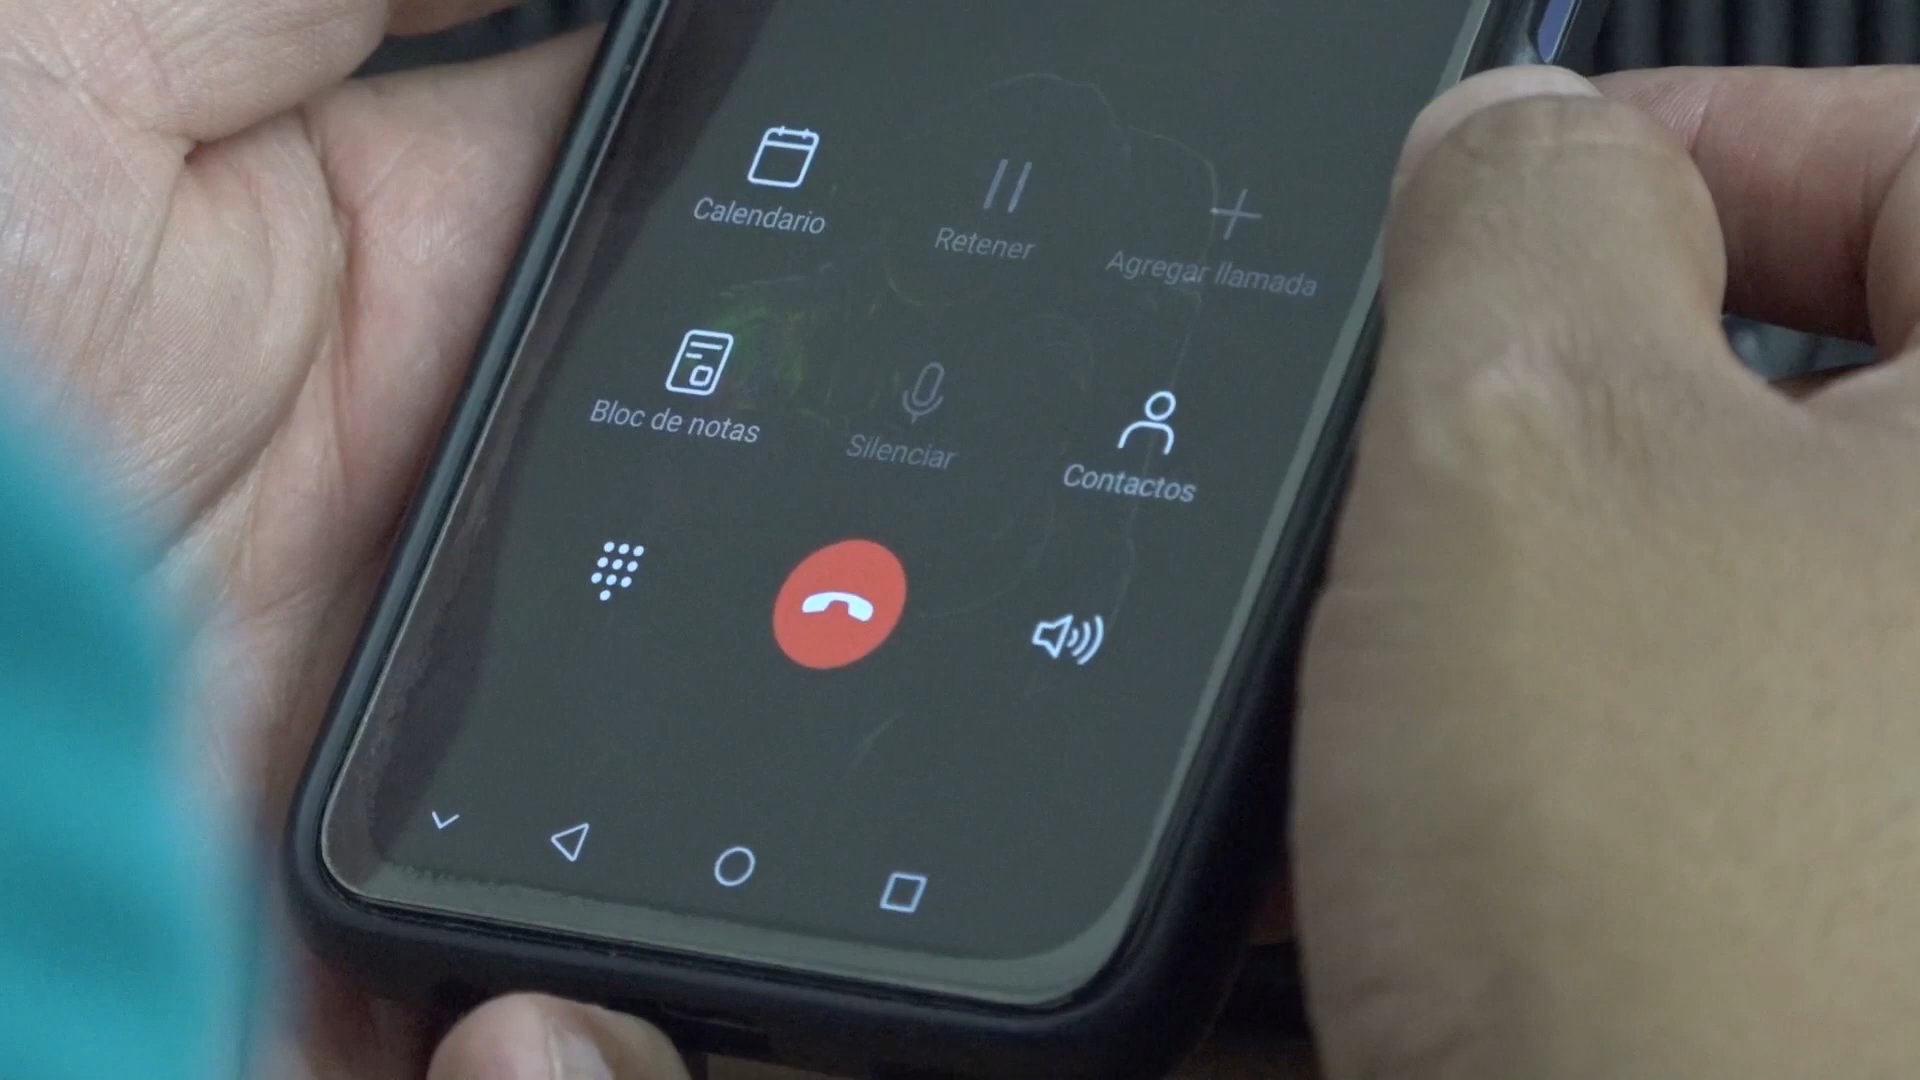 Calendario
Retener
Agregar llamada
Bloc de notas
Silenciar
Contactos